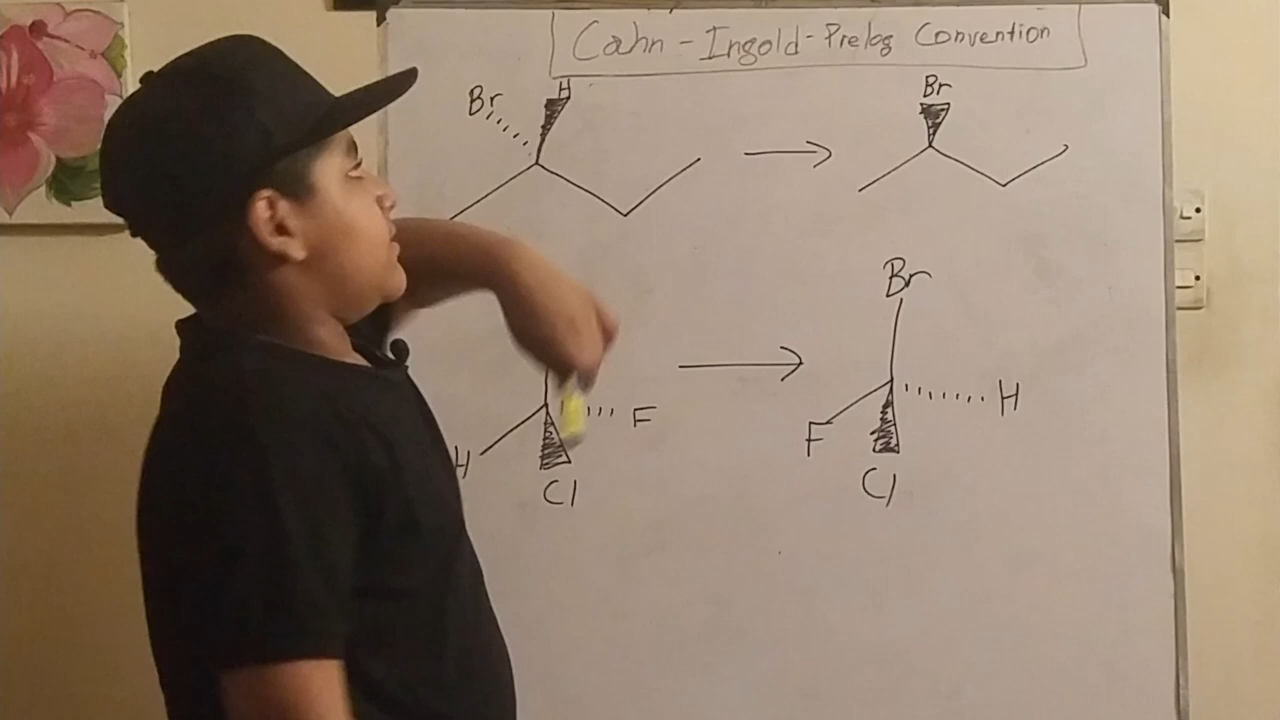 Cahn-Ingold-Prelog Convention
Br H
Br
Br
H F
Cl
F H
Cl